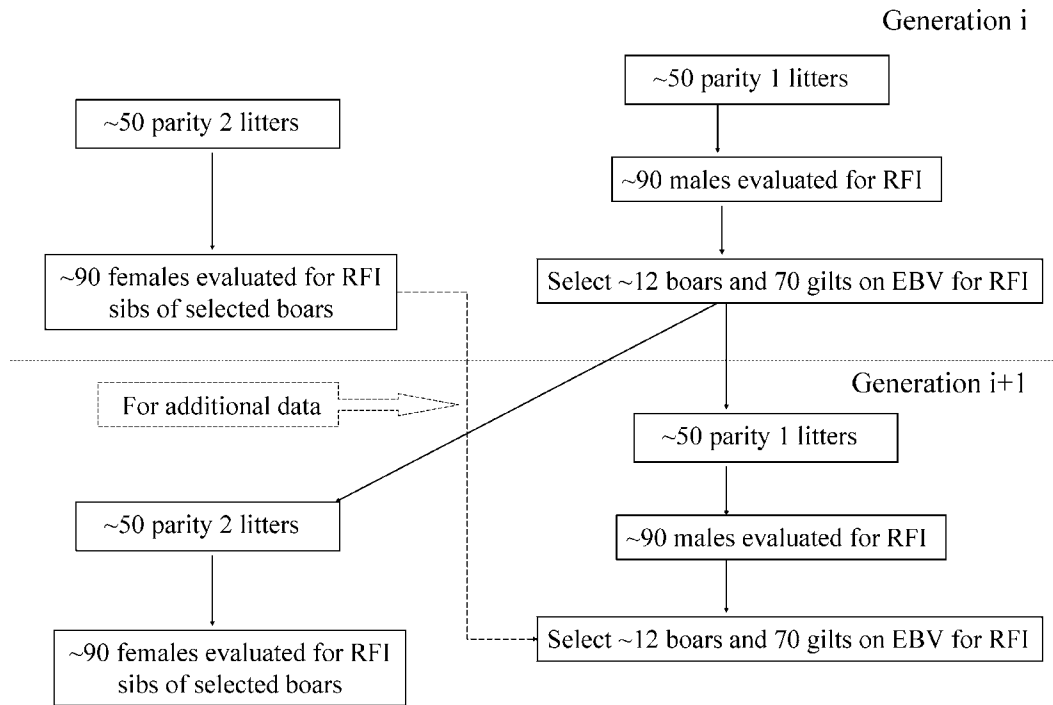 Generation i
~50 parity 1 litters
~50 parity 2 litters
~90 males evaluated for RFI
~90 females evaluated for RFI
sibs of selected boars
Select ~12 boars and 70 gilts on EBV for RFI
Generation i+1
For additional data
~50 parity 1 litters
~50 parity 2 litters
~90 males evaluated for RFI
~90 females evaluated for RFI
sibs of selected boars
Select ~12 boars and 70 gilts on EBV for RFI